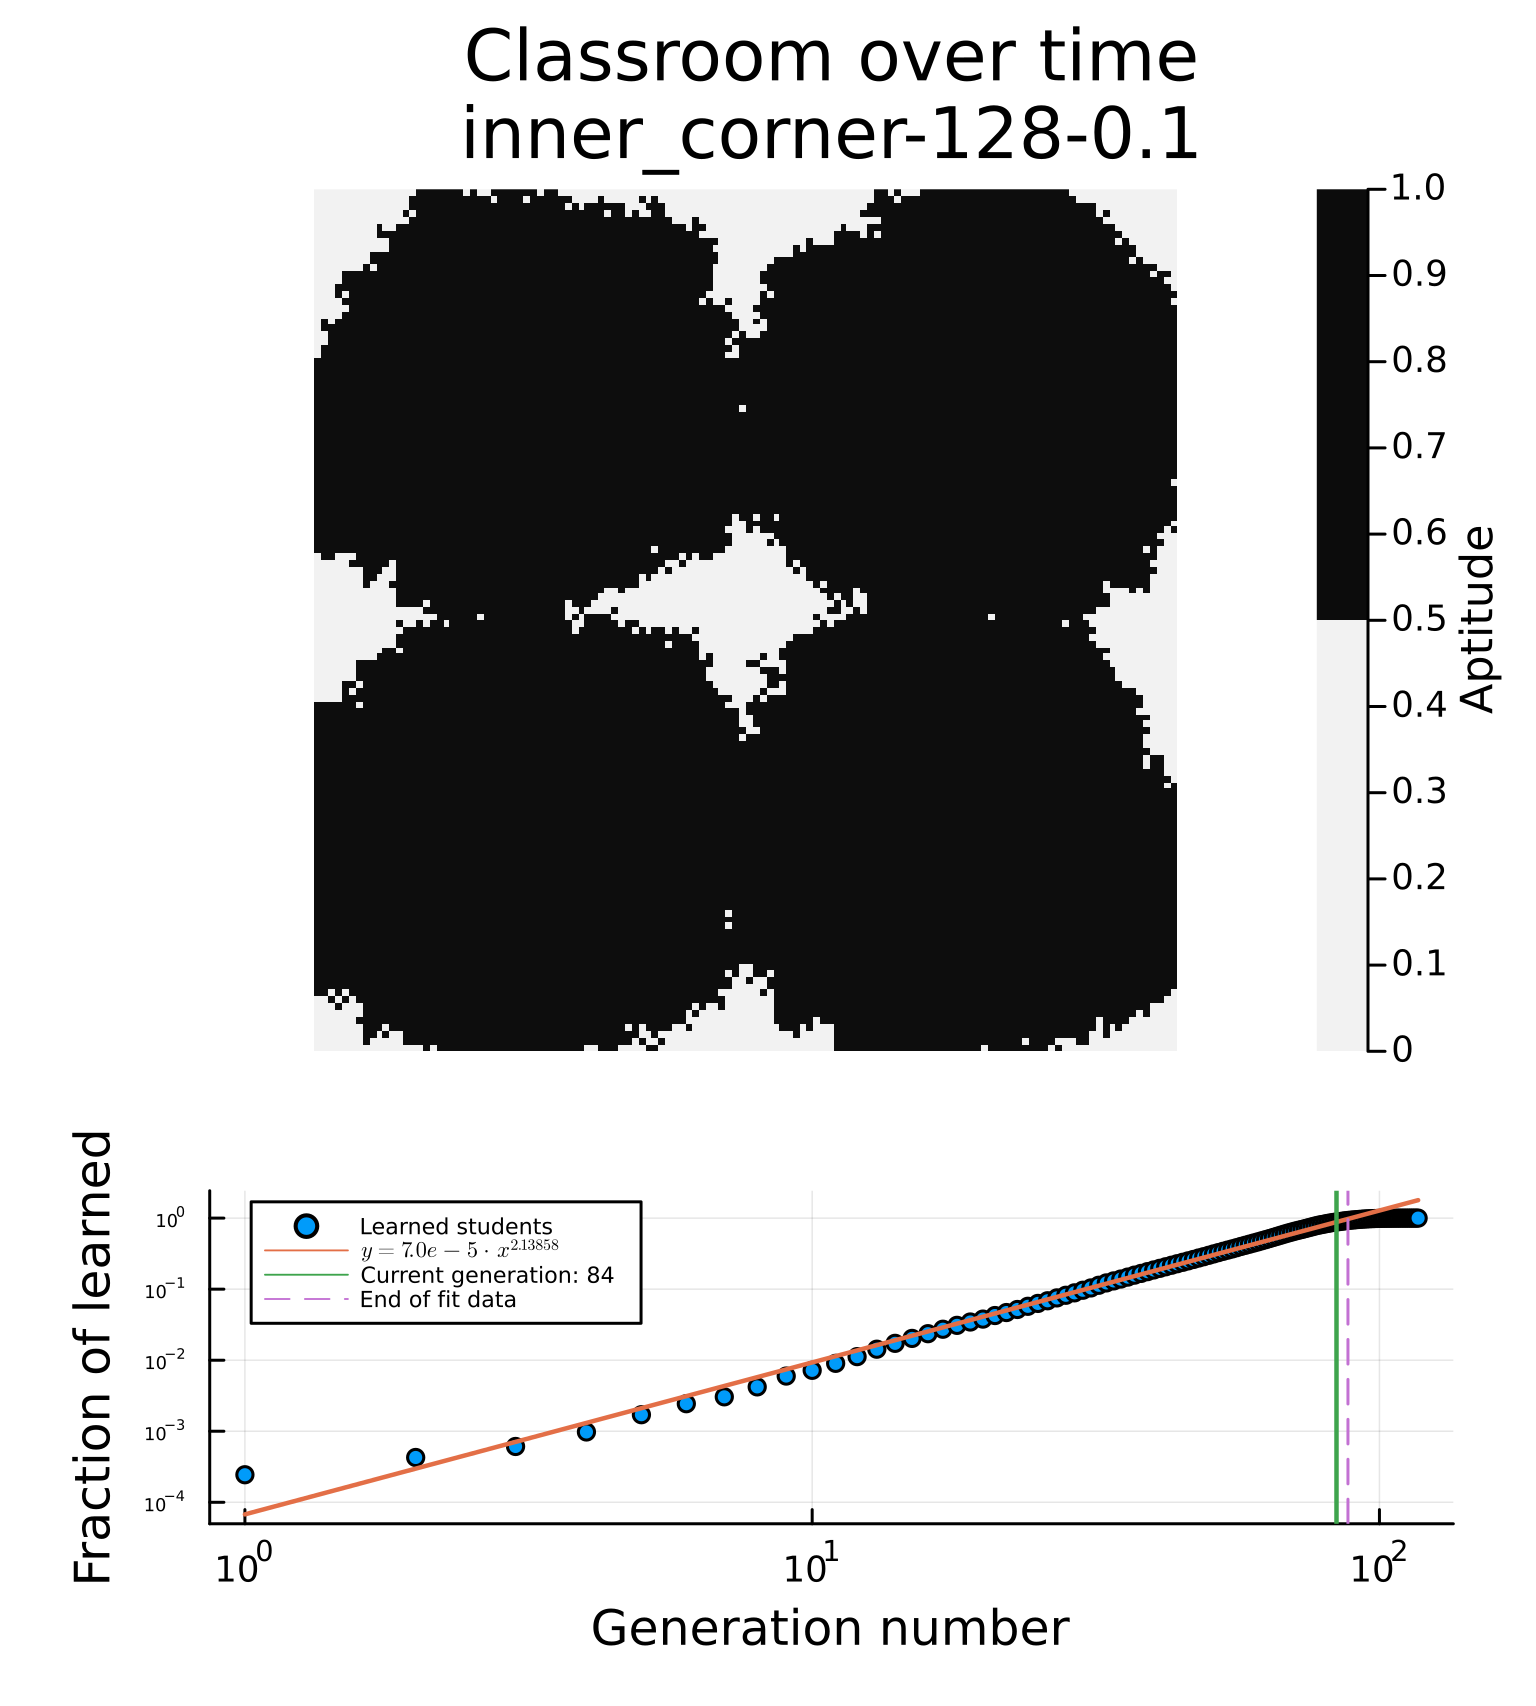 Classroom over time
inner_corner-128-0.1
1.0
0.9
0.8
0.7
0.6
0.5
0.4
0.3
0.2
0.1
0
Aptitude
Fraction of learned
10^0
10^-1
10^-2
10^-3
10^-4
Learned students
y = 7.0e − 5 · x^2.13858
Current generation: 84
End of fit data
10^0
10^1
10^2
Generation number